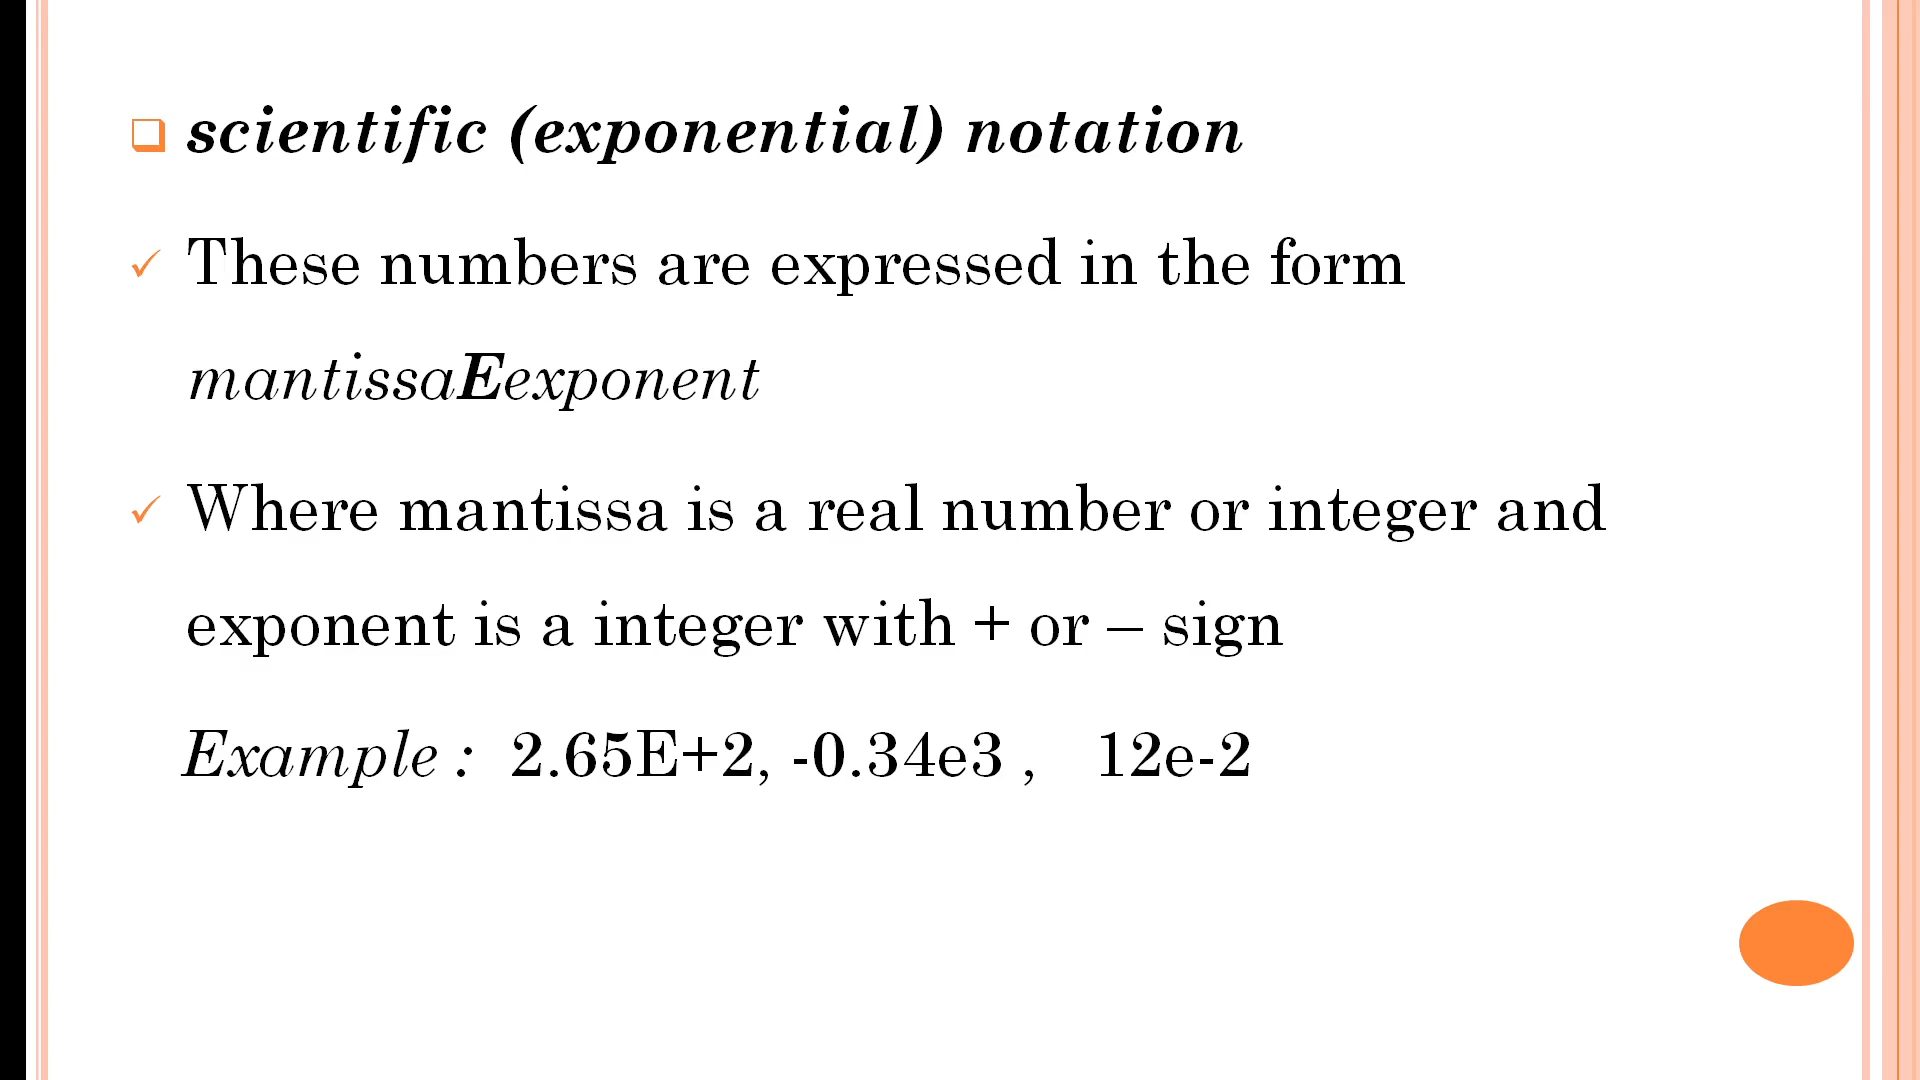 scientific (exponential) notation
These numbers are expressed in the form
mantissaEexponent
Where mantissa is a real number or integer and
exponent is a integer with + or – sign
Example :  2.65E+2, -0.34e3 ,   12e-2